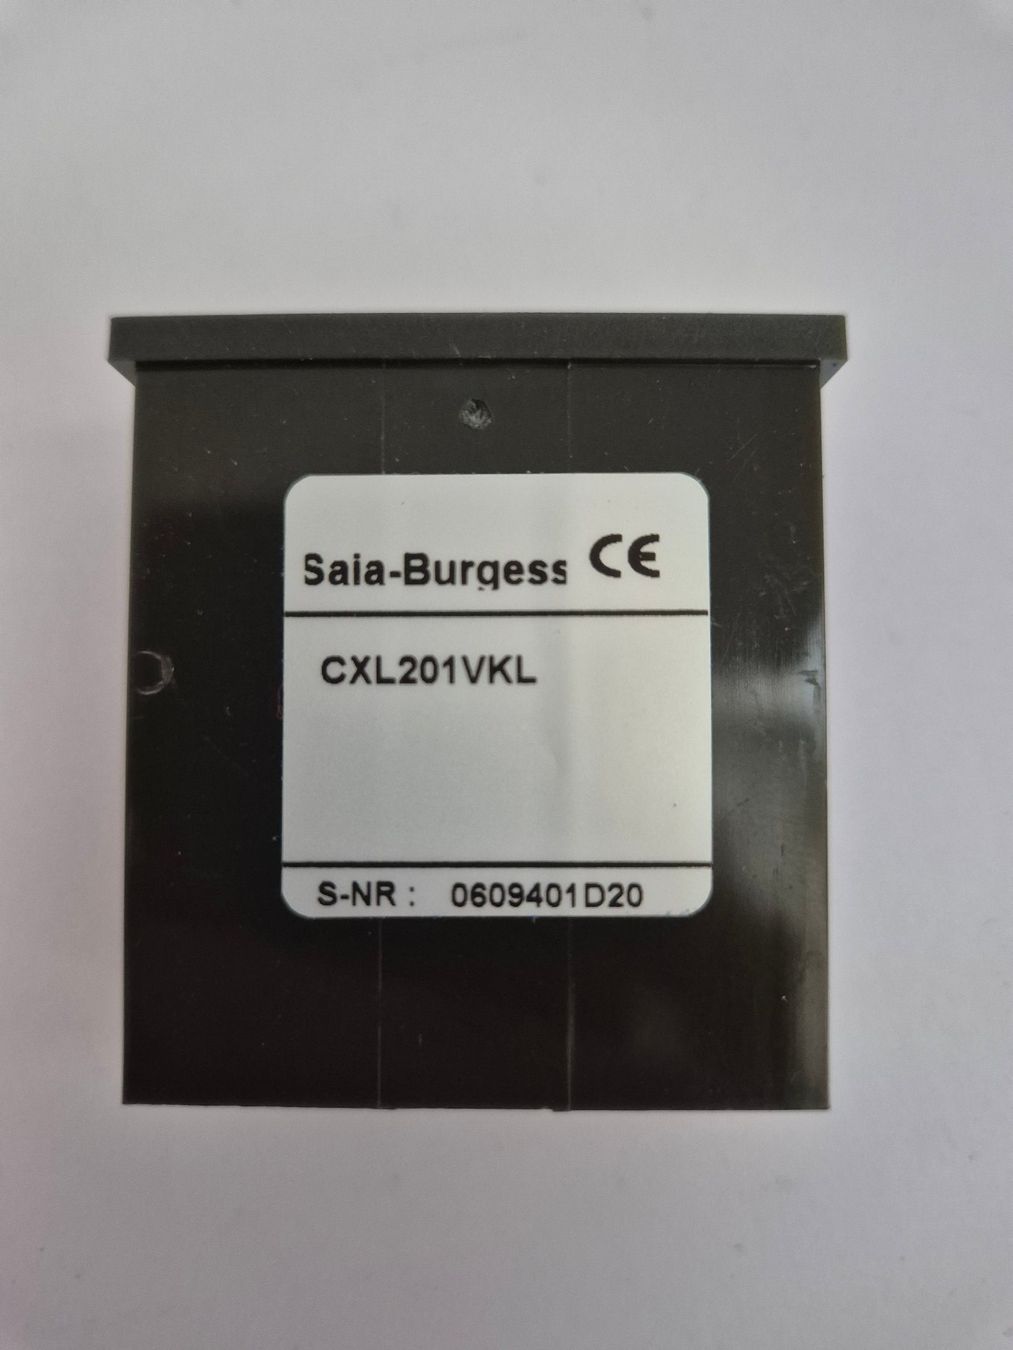 Saia-Burgess CE
CXL201VKL
S-NR : 0609401D20